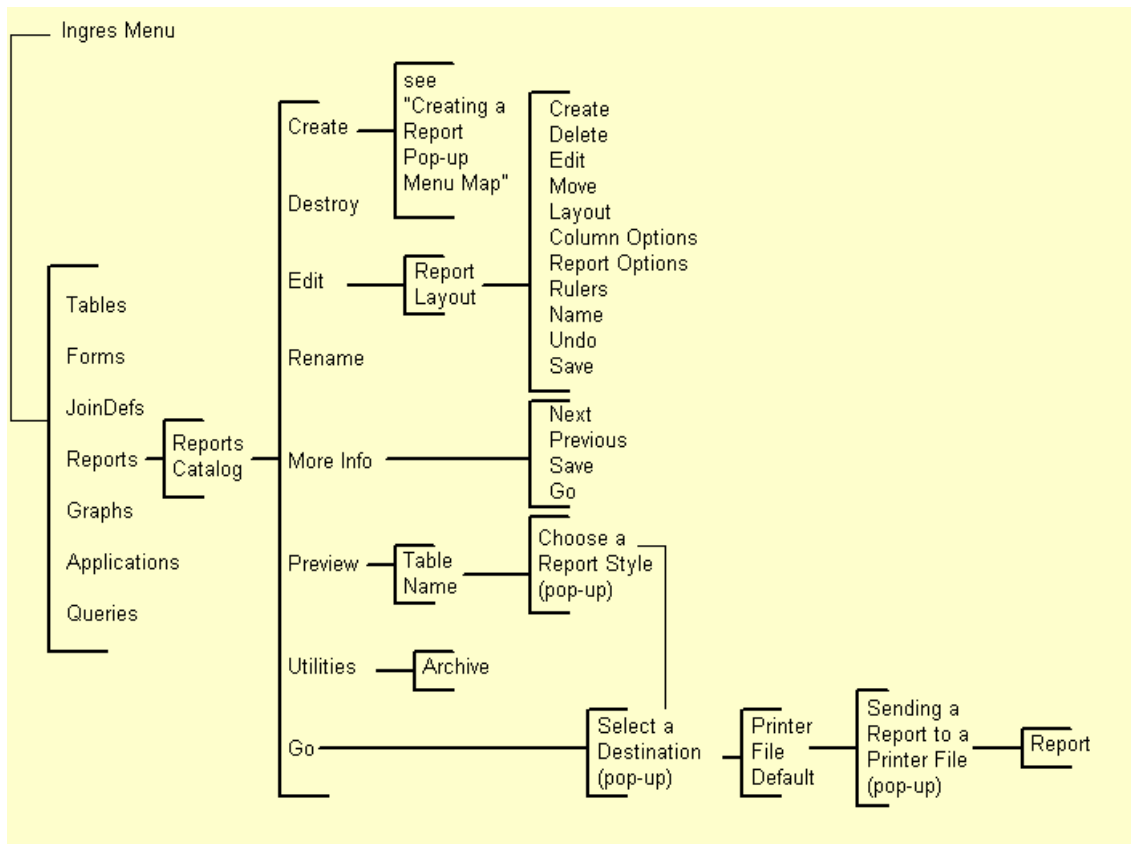 Ingres Menu
Tables
Forms
JoinDefs
Reports
Graphs
Applications
Queries
Reports
Catalog
Create
Destroy
Edit
Rename
More Info
Preview
Utilities
Go
see
"Creating a
Report
Pop-up
Menu Map"
Report
Layout
Create
Delete
Edit
Move
Layout
Column Options
Report Options
Rulers
Name
Undo
Save
Next
Previous
Save
Go
Table
Name
Choose a
Report Style
(pop-up)
Archive
Select a
Destination
(pop-up)
Printer
File
Default
Sending a
Report to a
Printer File
(pop-up)
Report